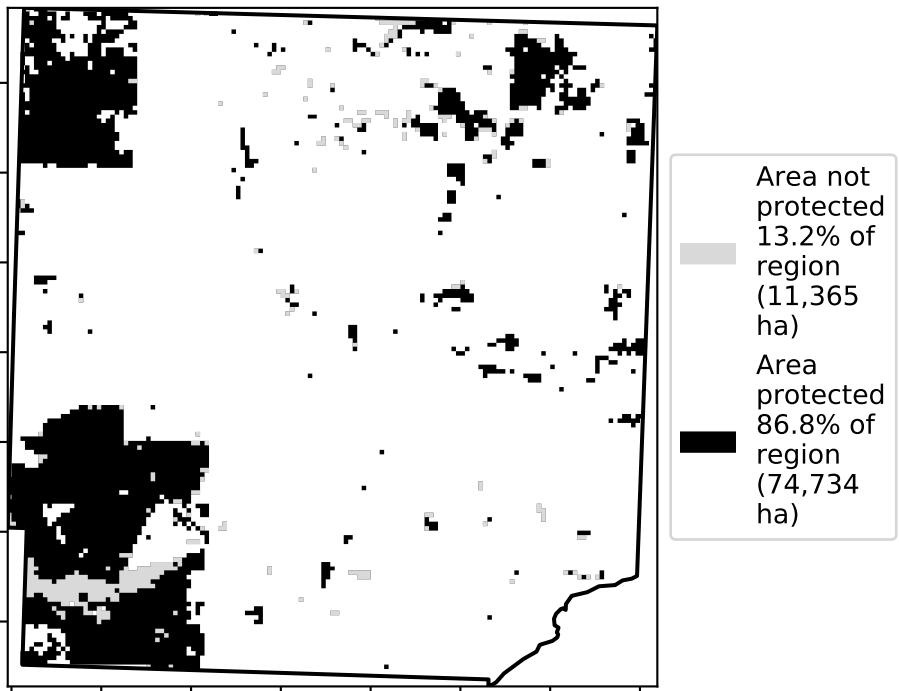 Area not
protected
13.2% of
region
(11,365
ha)
Area
protected
86.8% of
region
(74,734
ha)